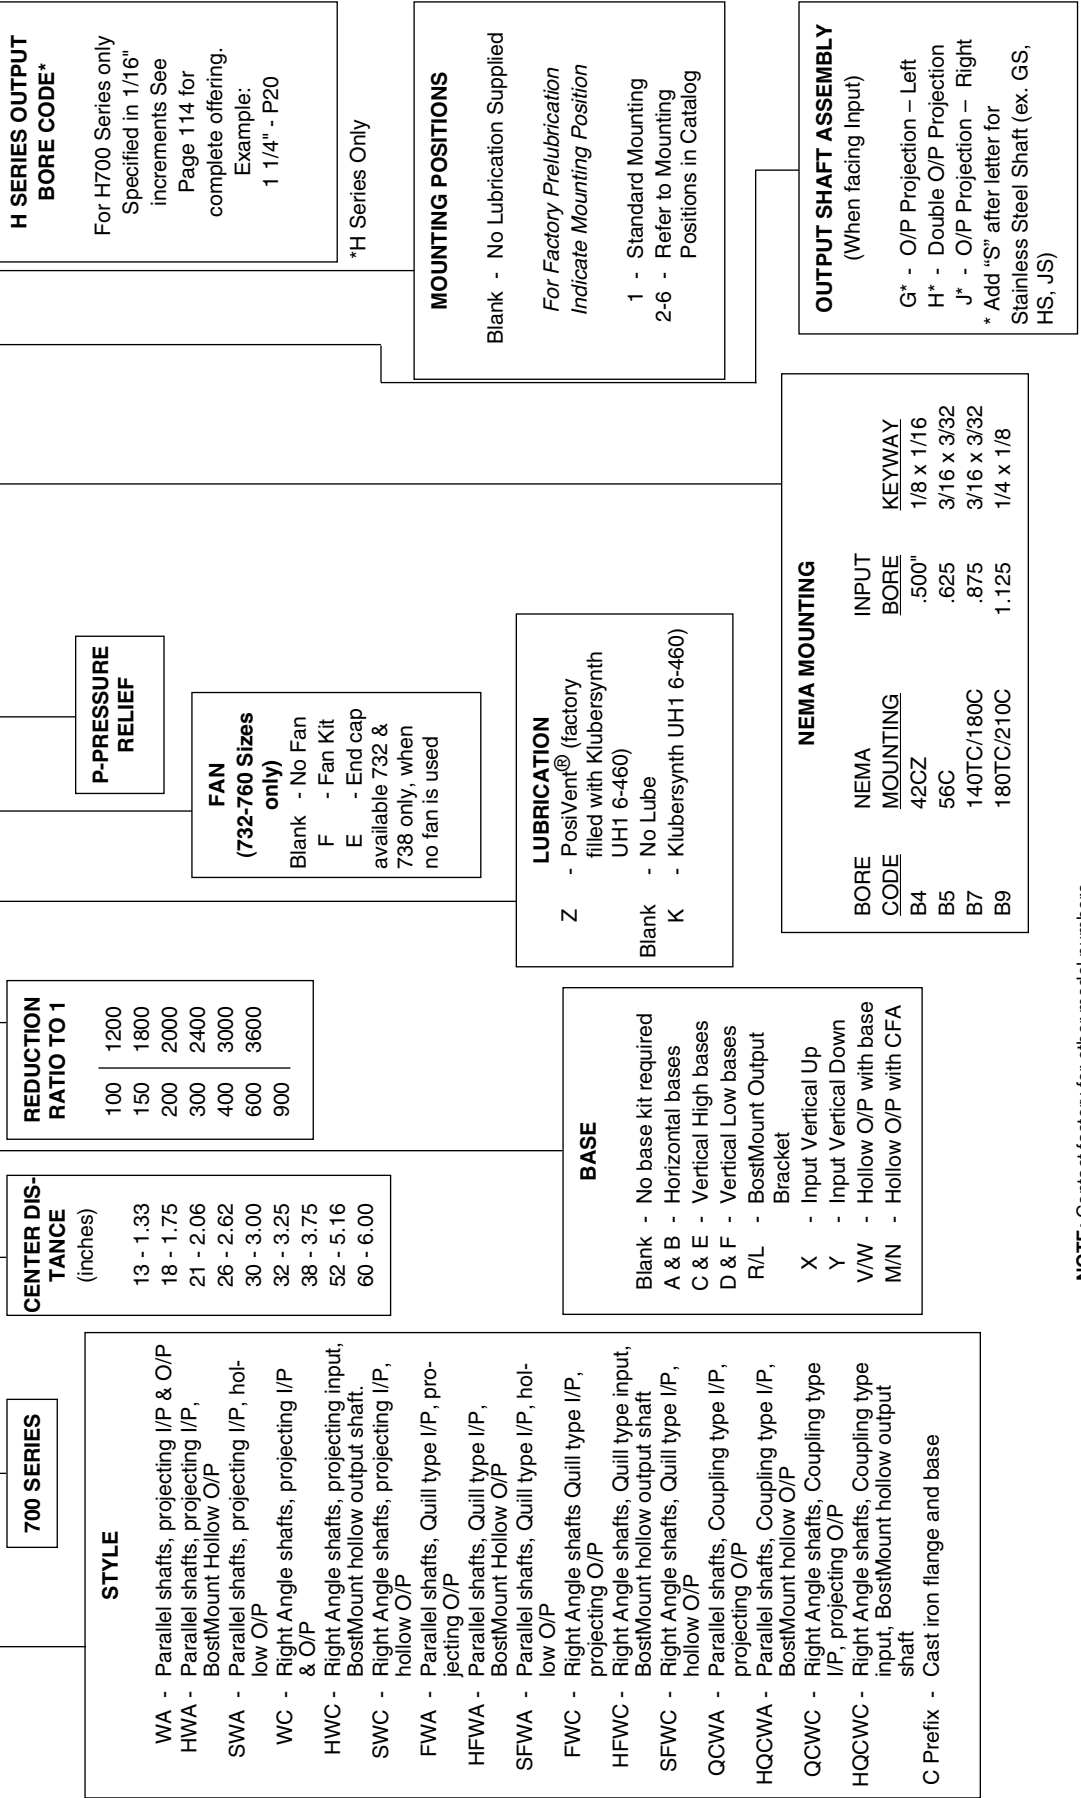 STYLE
WA - Parallel shafts, projecting I/P & O/P
HWA - Parallel shafts, projecting I/P,
BostMount Hollow O/P
SWA - Parallel shafts, projecting I/P, hol-
low O/P
WC - Right Angle shafts, projecting I/P
& O/P
HWC - Right Angle shafts, projecting input,
BostMount hollow output shaft.
SWC - Right Angle shafts, projecting I/P,
hollow O/P
FWA - Parallel shafts, Quill type I/P, pro-
jecting O/P
HFWA - Parallel shafts, Quill type I/P,
BostMount Hollow O/P
SFWA - Parallel shafts, Quill type I/P, hol-
low O/P
FWC - Right Angle shafts Quill type I/P,
projecting O/P
HFWC - Right Angle shafts, Quill type input,
BostMount hollow output shaft
SFWC - Right Angle shafts, Quill type I/P,
hollow O/P
QCWA - Parallel shafts, Coupling type I/P,
projecting O/P
HQCWA - Parallel shafts, Coupling type I/P,
BostMount hollow O/P
QCWC - Right Angle shafts, Coupling type
I/P, projecting O/P
HQCWC - Right Angle shafts, Coupling type
input, BostMount hollow output
shaft
C Prefix - Cast iron flange and base
700 SERIES
CENTER DIS-
TANCE
(inches)
13 - 1.33
18 - 1.75
21 - 2.06
26 - 2.62
30 - 3.00
32 - 3.25
38 - 3.75
52 - 5.16
60 - 6.00
REDUCTION
RATIO TO 1
100 1200
150 1800
200 2000
300 2400
400 3000
600 3600
900
BASE
Blank - No base kit required
A & B - Horizontal bases
C & E - Vertical High bases
D & F - Vertical Low bases
R/L - BostMount Output
Bracket
X - Input Vertical Up
Y - Input Vertical Down
V/W - Hollow O/P with base
M/N - Hollow O/P with CFA
P-PRESSURE
RELIEF
FAN
(732-760 Sizes
only)
Blank - No Fan
F - Fan Kit
E - End cap
available 732 &
738 only, when
no fan is used
LUBRICATION
Z - PosiVent® (factory
filled with Klubersynth
UH1 6-460)
Blank - No Lube
K - Klubersynth UH1 6-460)
NEMA MOUNTING
BORE NEMA INPUT
CODE MOUNTING BORE KEYWAY
B4 42CZ .500" 1/8 x 1/16
B5 56C .625 3/16 x 3/32
B7 140TC/180C .875 3/16 x 3/32
B9 180TC/210C 1.125 1/4 x 1/8
H SERIES OUTPUT
BORE CODE*
For H700 Series only
Specified in 1/16"
increments See
Page 114 for
complete offering.
Example:
1 1/4" - P20
*H Series Only
MOUNTING POSITIONS
Blank - No Lubrication Supplied
For Factory Prelubrication
Indicate Mounting Position
1 - Standard Mounting
2-6 - Refer to Mounting
Positions in Catalog
OUTPUT SHAFT ASSEMBLY
(When facing Input)
G* - O/P Projection – Left
H* - Double O/P Projection
J* - O/P Projection – Right
* Add “S” after letter for
Stainless Steel Shaft (ex. GS,
HS, JS)